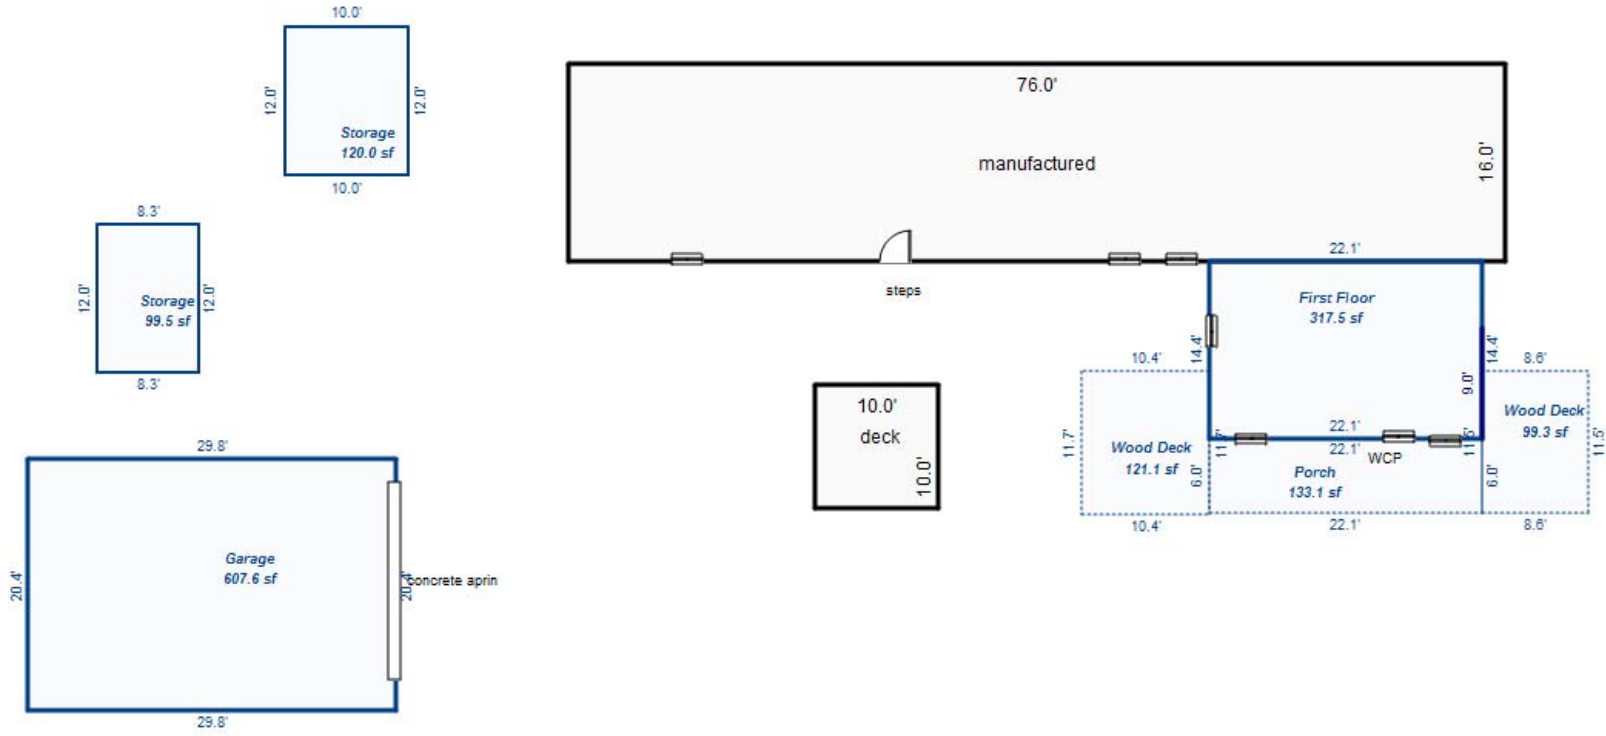 10.0'
12.0'
12.0'
Storage
120.0 sf
10.0'
8.3'
12.0'
12.0'
Storage
99.5 sf
8.3'
29.8'
20.4'
Garage
607.6 sf
20.4'
concrete aprin
29.8'
76.0'
manufactured
16.0'
steps
10.0'
deck
10.0'
22.1'
First Floor
317.5 sf
14.4'
14.4'
9.0'
22.1'
10.4'
11.7'
Wood Deck
121.1 sf
11.7'
10.4'
22.1'
WCP
Porch
133.1 sf
6.0'
6.0'
22.1'
8.6'
11.5'
Wood Deck
99.3 sf
11.5'
8.6'